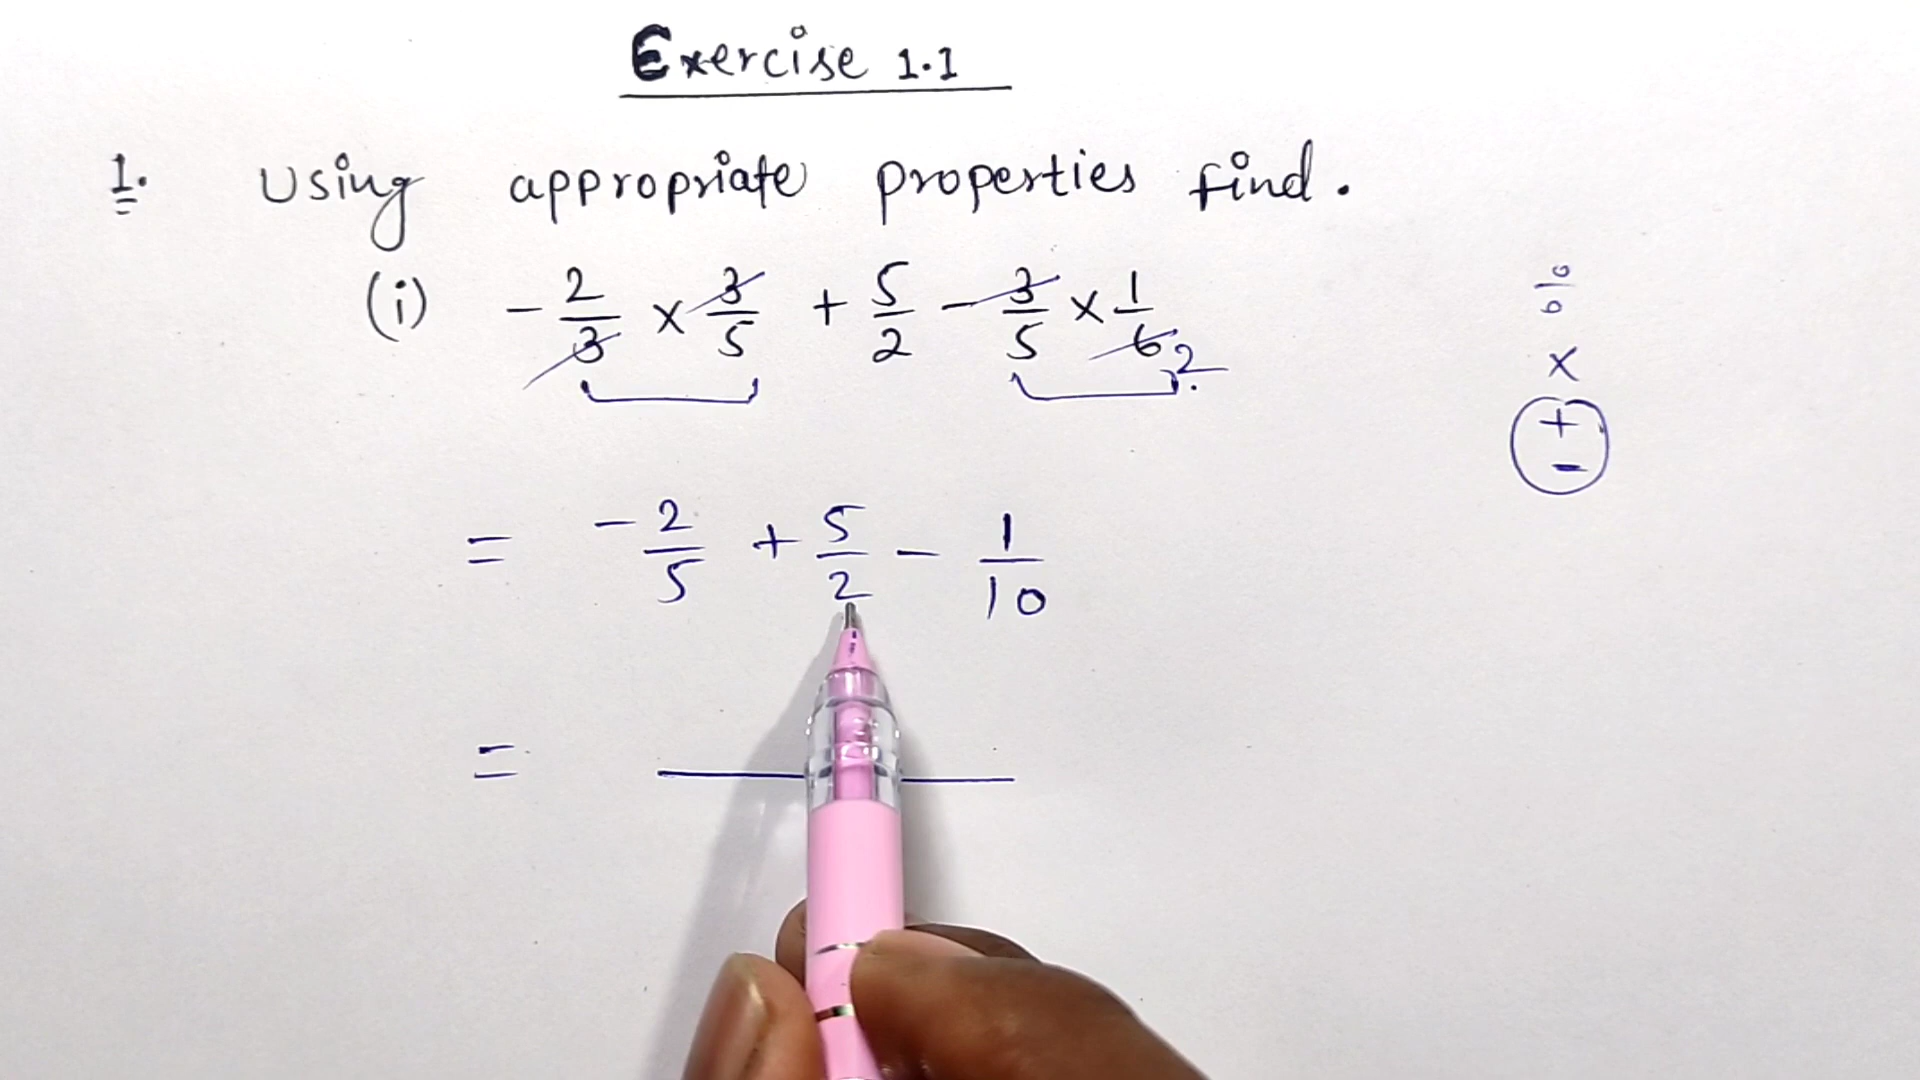 Exercise 1.1
1. Using appropriate properties find.
(i) - 2/3 × 3/5 + 5/2 - 3/5 × 1/6 2
÷
×
+
-
= -2/5 + 5/2 - 1/10
=